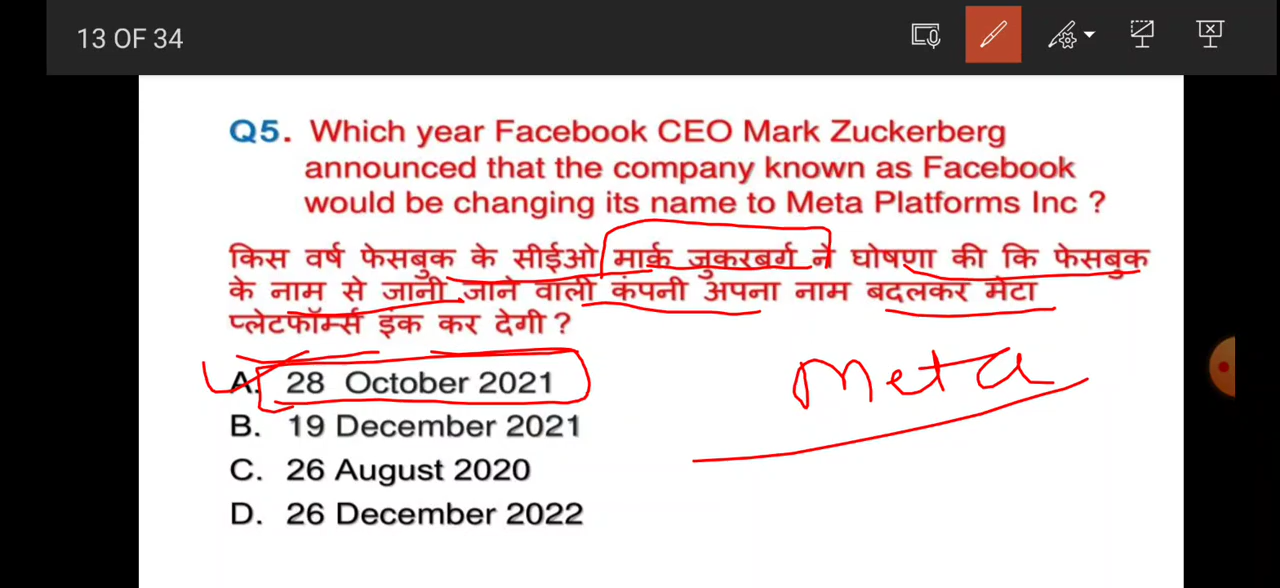 13 OF 34
Q5. Which year Facebook CEO Mark Zuckerberg
announced that the company known as Facebook
would be changing its name to Meta Platforms Inc ?
किस वर्ष फेसबुक के सीईओ मार्क जुकरबर्ग ने घोषणा की कि फेसबुक
के नाम से जानी जाने वाली कंपनी अपना नाम बदलकर मेटा
प्लेटफॉर्म्स इंक कर देगी ?
A. 28 October 2021
Meta
B. 19 December 2021
C. 26 August 2020
D. 26 December 2022